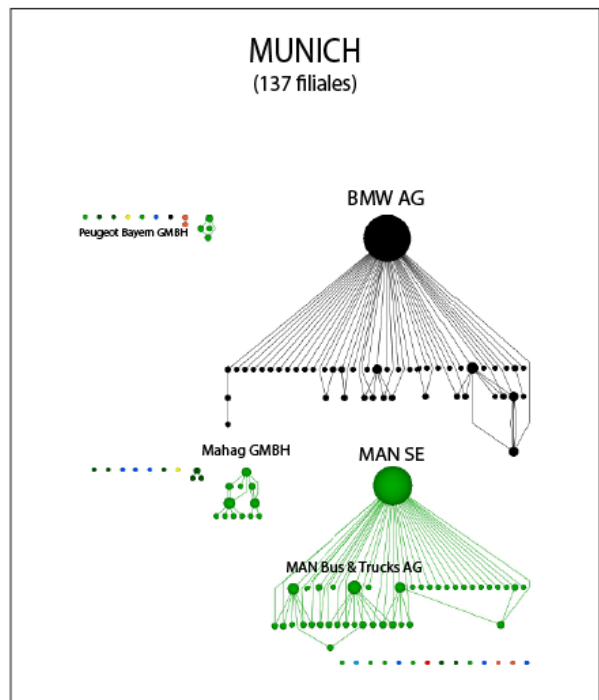 MUNICH
(137 filiales)
BMW AG
Peugeot Bayern GMBH
Mahag GMBH
MAN SE
MAN Bus & Trucks AG